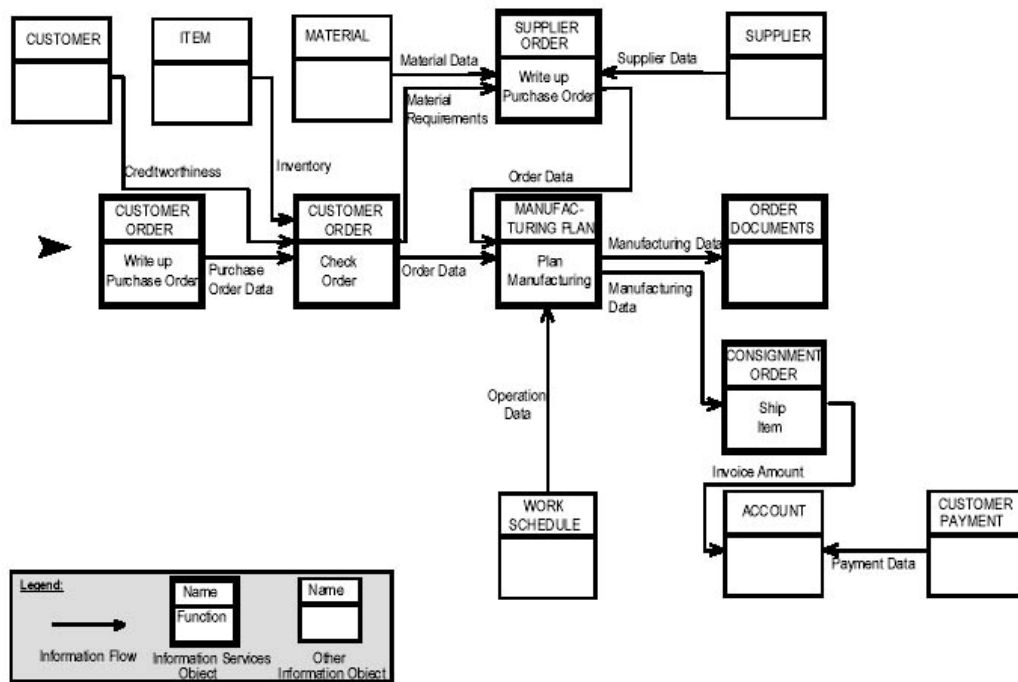 CUSTOMER
ITEM
MATERIAL
SUPPLIER
ORDER
Write up
Purchase Order
SUPPLIER
Material Data
Supplier Data
Material
Requirements
Creditworthiness
Inventory
Order Data
CUSTOMER
ORDER
Write up
Purchase Order
Purchase
Order Data
CUSTOMER
ORDER
Check
Order
Order Data
MANUFAC-
TURING PLAN
Plan
Manufacturing
Manufacturing Data
Manufacturing
Data
ORDER
DOCUMENTS
CONSIGNMENT
ORDER
Ship
Item
Operation
Data
Invoice Amount
WORK
SCHEDULE
ACCOUNT
CUSTOMER
PAYMENT
Payment Data
Legend:
Information Flow
Name
Function
Information Services
Object
Name
Other
Information Object